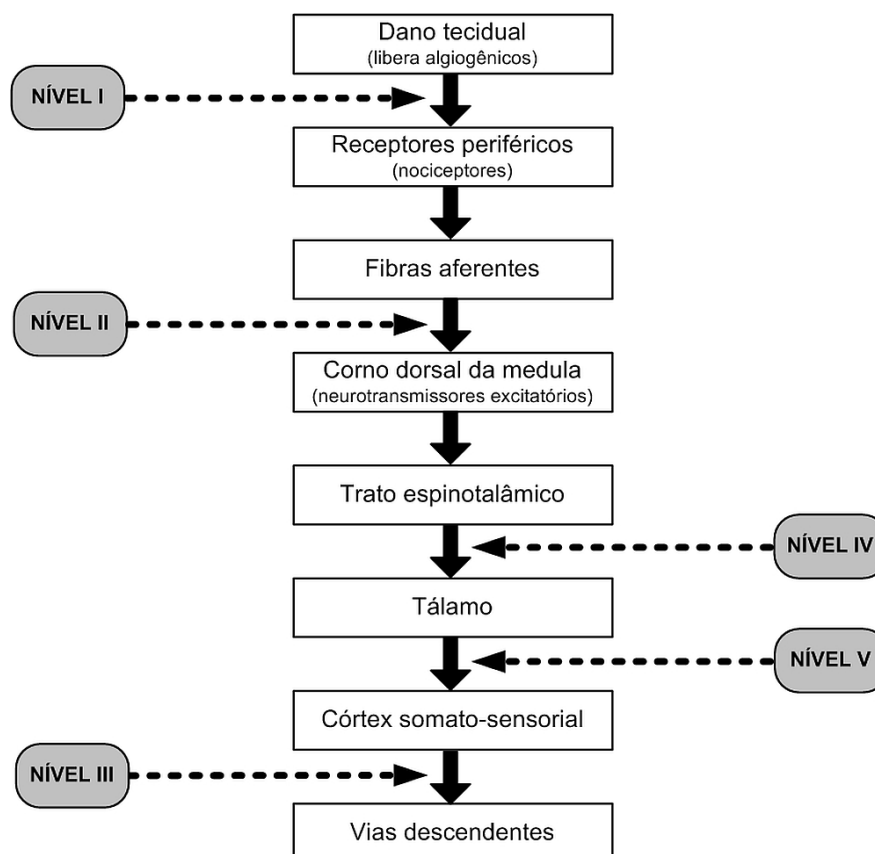 Dano tecidual
(libera algiogênicos)
NÍVEL I
Receptores periféricos
(nociceptores)
Fibras aferentes
NÍVEL II
Corno dorsal da medula
(neurotransmissores excitatórios)
Trato espinotalâmico
NÍVEL IV
Tálamo
NÍVEL V
Córtex somato-sensorial
NÍVEL III
Vias descendentes